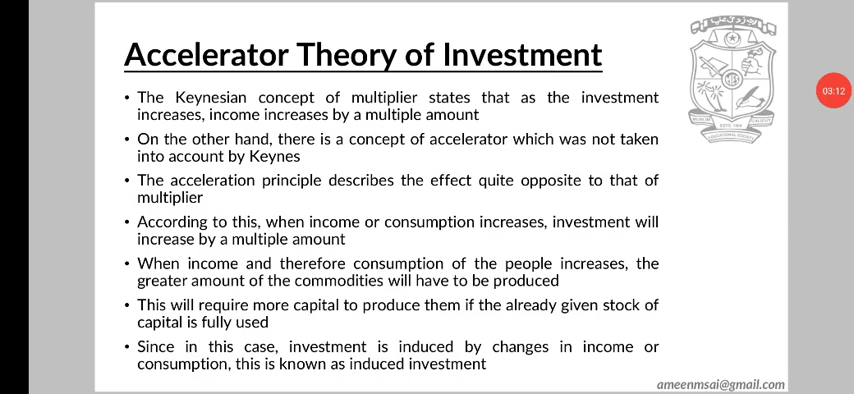 Accelerator Theory of Investment
• The Keynesian concept of multiplier states that as the investment
increases, income increases by a multiple amount
• On the other hand, there is a concept of accelerator which was not taken
into account by Keynes
• The acceleration principle describes the effect quite opposite to that of
multiplier
• According to this, when income or consumption increases, investment will
increase by a multiple amount
• When income and therefore consumption of the people increases, the
greater amount of the commodities will have to be produced
• This will require more capital to produce them if the already given stock of
capital is fully used
• Since in this case, investment is induced by changes in income or
consumption, this is known as induced investment
03:12
ameenmsai@gmail.com